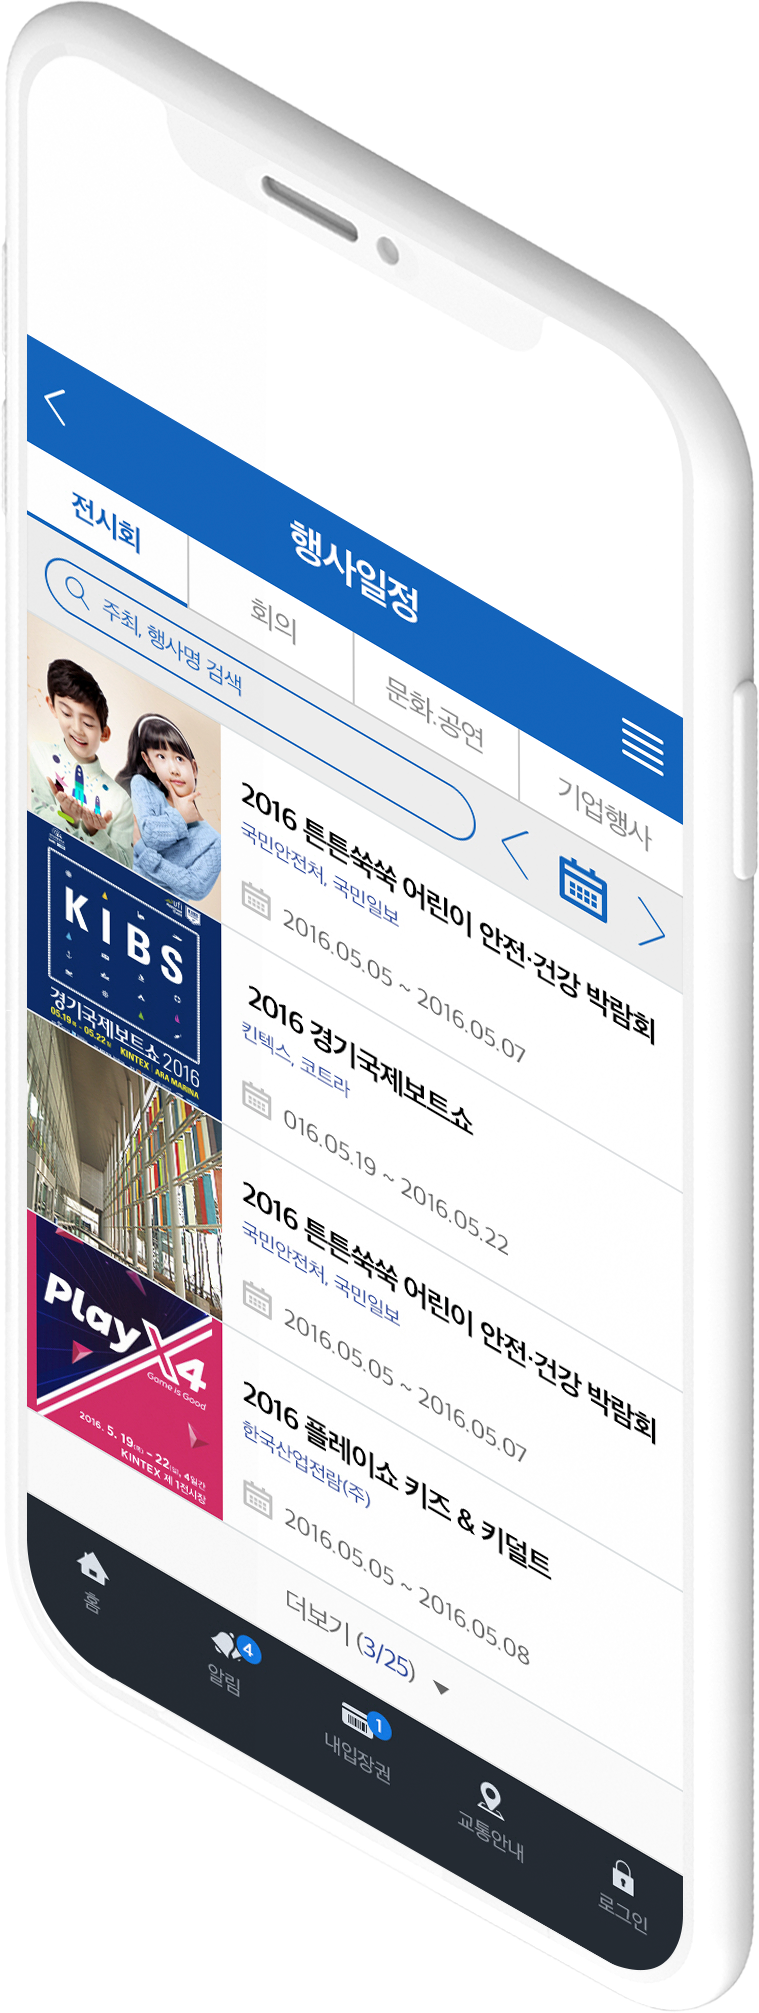 행사일정
전시회
회의
문화.공연
기업행사
주최, 행사명 검색
2016 튼튼쑥쑥 어린이 안전·건강 박람회
국민안전처, 국민일보
2016.05.05 ~ 2016.05.07
KIBS
경기국제보트쇼 2016
05.19 - 05.22 KINTEX ARA MARINA
2016 경기국제보트쇼
킨텍스, 코트라
016.05.19 ~ 2016.05.22
2016 튼튼쑥쑥 어린이 안전·건강 박람회
국민안전처, 국민일보
2016.05.05 ~ 2016.05.07
Play X4
Game is Good
2016. 5. 19(목) - 22(일), 4일간
KINTEX 제 1전시장
2016 플레이쇼 키즈 & 키덜트
한국산업전람(주)
2016.05.05 ~ 2016.05.08
더보기 (3/25)
홈
4
알림
1
내입장권
교통안내
로그인